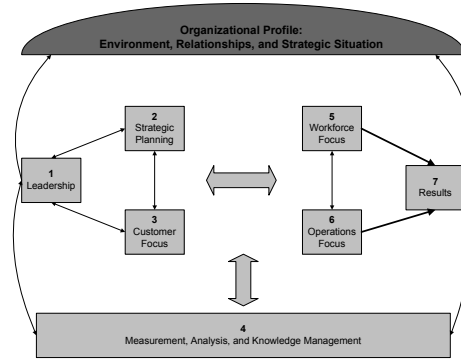 Organizational Profile:
Environment, Relationships, and Strategic Situation
2
Strategic
Planning
5
Workforce
Focus
1
Leadership
7
Results
3
Customer
Focus
6
Operations
Focus
4
Measurement, Analysis, and Knowledge Management